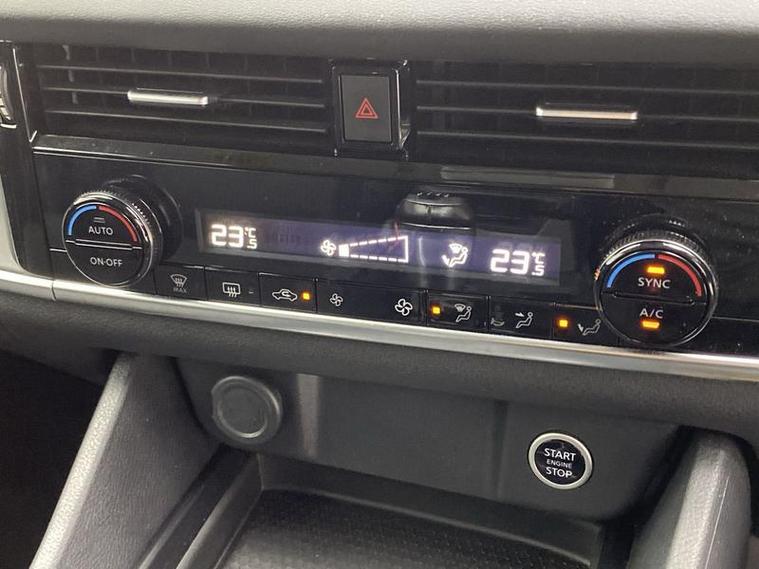 AUTO
ON·OFF
23.5°C
23.5°C
SYNC
A/C
MAX
START
ENGINE
STOP